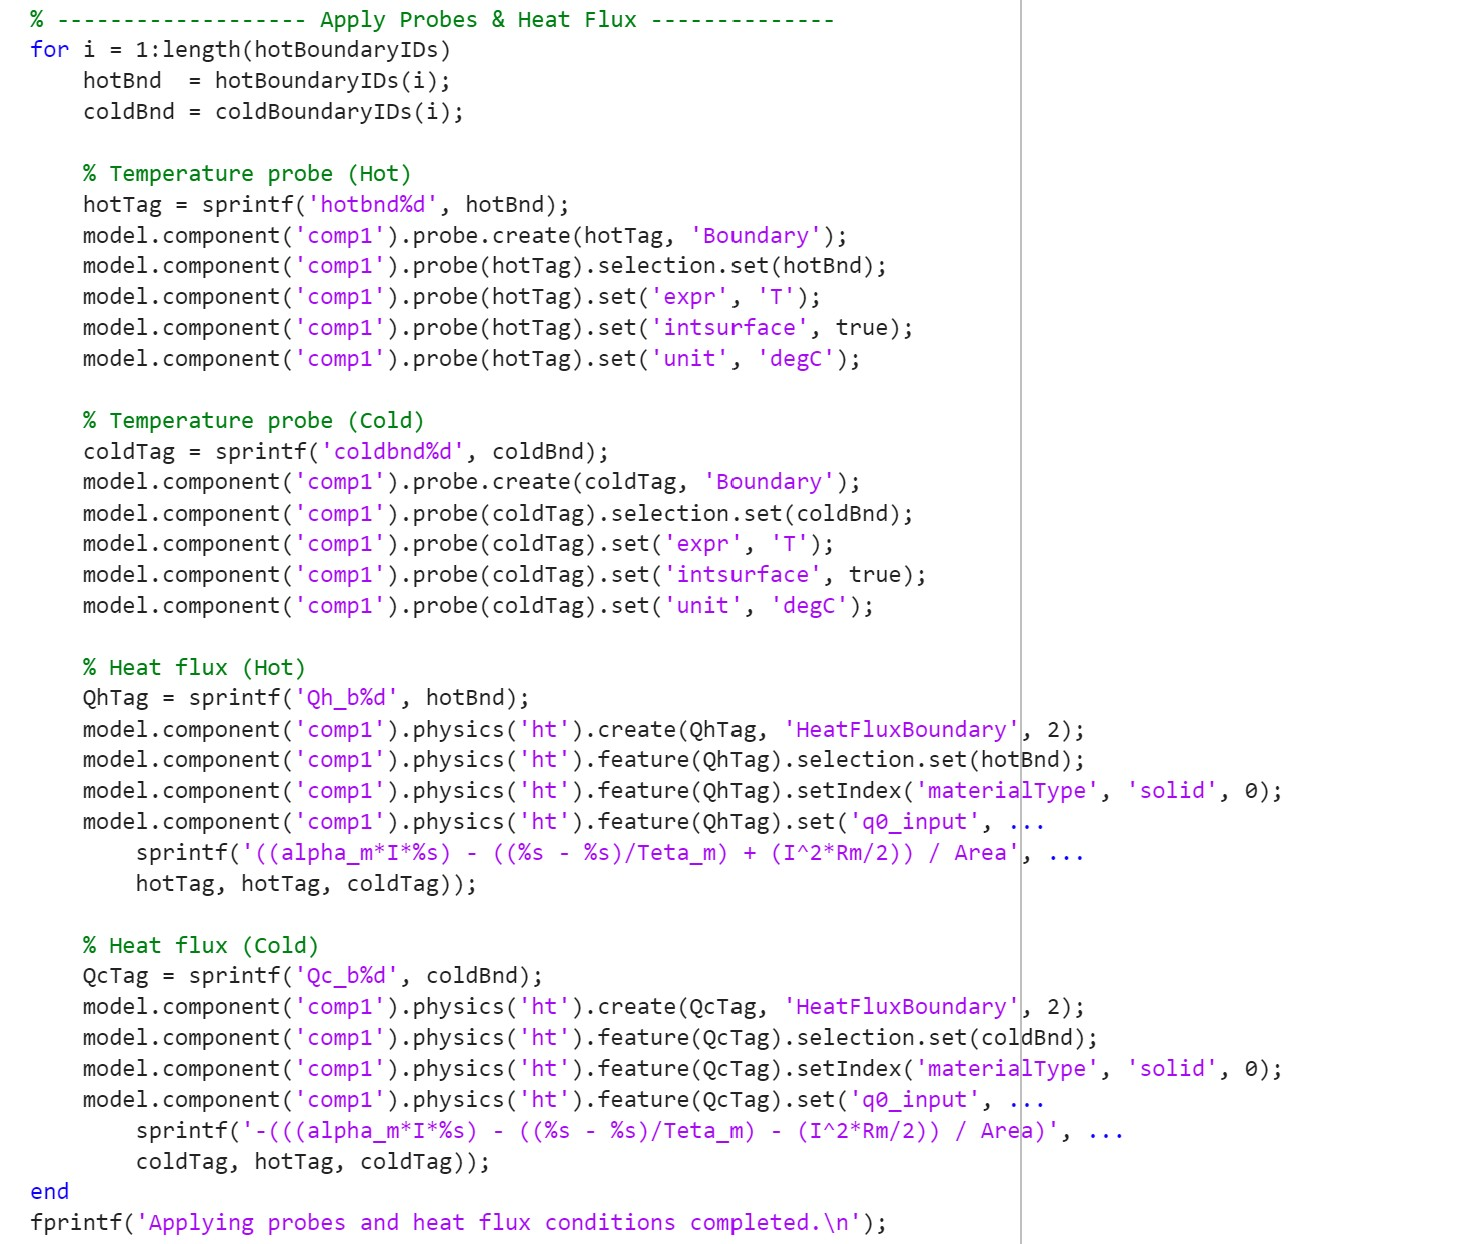 % ------------------- Apply Probes & Heat Flux --------------
for i = 1:length(hotBoundaryIDs)
    hotBnd  = hotBoundaryIDs(i);
    coldBnd = coldBoundaryIDs(i);

    % Temperature probe (Hot)
    hotTag = sprintf('hotbnd%d', hotBnd);
    model.component('comp1').probe.create(hotTag, 'Boundary');
    model.component('comp1').probe(hotTag).selection.set(hotBnd);
    model.component('comp1').probe(hotTag).set('expr', 'T');
    model.component('comp1').probe(hotTag).set('intsurface', true);
    model.component('comp1').probe(hotTag).set('unit', 'degC');

    % Temperature probe (Cold)
    coldTag = sprintf('coldbnd%d', coldBnd);
    model.component('comp1').probe.create(coldTag, 'Boundary');
    model.component('comp1').probe(coldTag).selection.set(coldBnd);
    model.component('comp1').probe(coldTag).set('expr', 'T');
    model.component('comp1').probe(coldTag).set('intsurface', true);
    model.component('comp1').probe(coldTag).set('unit', 'degC');

    % Heat flux (Hot)
    QhTag = sprintf('Qh_b%d', hotBnd);
    model.component('comp1').physics('ht').create(QhTag, 'HeatFluxBoundary', 2);
    model.component('comp1').physics('ht').feature(QhTag).selection.set(hotBnd);
    model.component('comp1').physics('ht').feature(QhTag).setIndex('materialType', 'solid', 0);
    model.component('comp1').physics('ht').feature(QhTag).set('q0_input', ...
        sprintf('((alpha_m*I*%s) - ((%s - %s)/Teta_m) + (I^2*Rm/2)) / Area', ...
        hotTag, hotTag, coldTag));

    % Heat flux (Cold)
    QcTag = sprintf('Qc_b%d', coldBnd);
    model.component('comp1').physics('ht').create(QcTag, 'HeatFluxBoundary', 2);
    model.component('comp1').physics('ht').feature(QcTag).selection.set(coldBnd);
    model.component('comp1').physics('ht').feature(QcTag).setIndex('materialType', 'solid', 0);
    model.component('comp1').physics('ht').feature(QcTag).set('q0_input', ...
        sprintf('-(((alpha_m*I*%s) - ((%s - %s)/Teta_m) - (I^2*Rm/2)) / Area)', ...
        coldTag, hotTag, coldTag));
end
fprintf('Applying probes and heat flux conditions completed.\n');